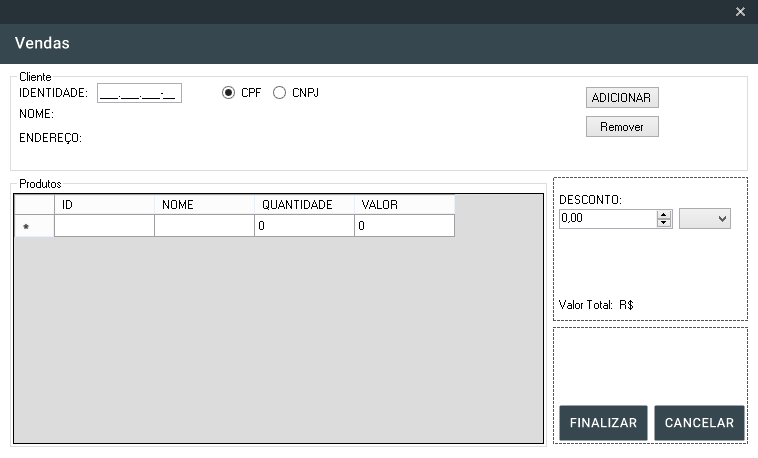 Vendas
Cliente
IDENTIDADE: ___.___.___-__ CPF CNPJ ADICIONAR
NOME:
Remover
ENDEREÇO:
Produtos
ID NOME QUANTIDADE VALOR
* 0 0
DESCONTO:
0,00
Valor Total: R$
FINALIZAR CANCELAR